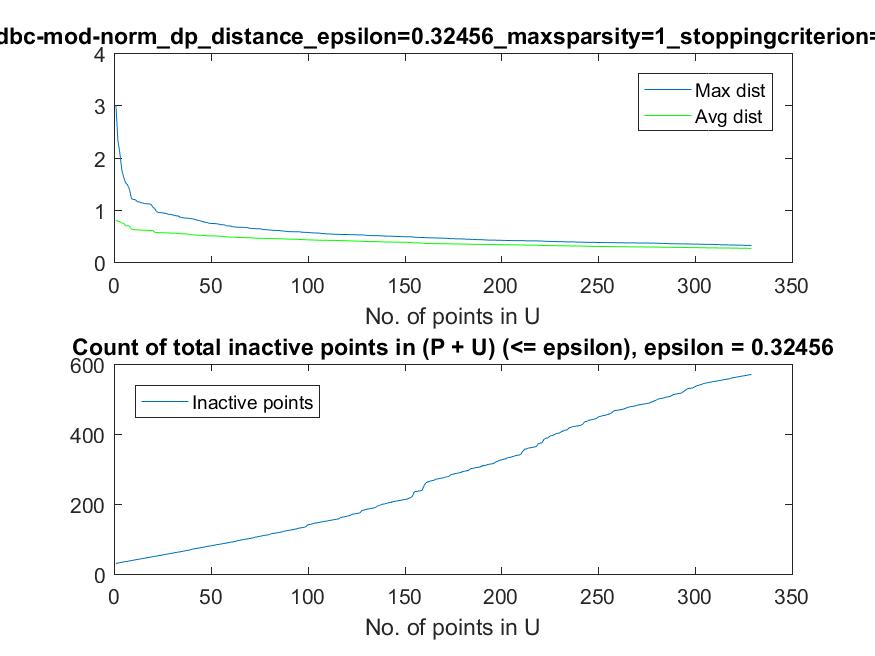 dbc-mod-norm_dp_distance_epsilon=0.32456_maxsparsity=1_stoppingcriterion=
4
3
2
1
0
Max dist
Avg dist
0 50 100 150 200 250 300 350
No. of points in U
Count of total inactive points in (P + U) (<= epsilon), epsilon = 0.32456
600
400
200
0
Inactive points
0 50 100 150 200 250 300 350
No. of points in U